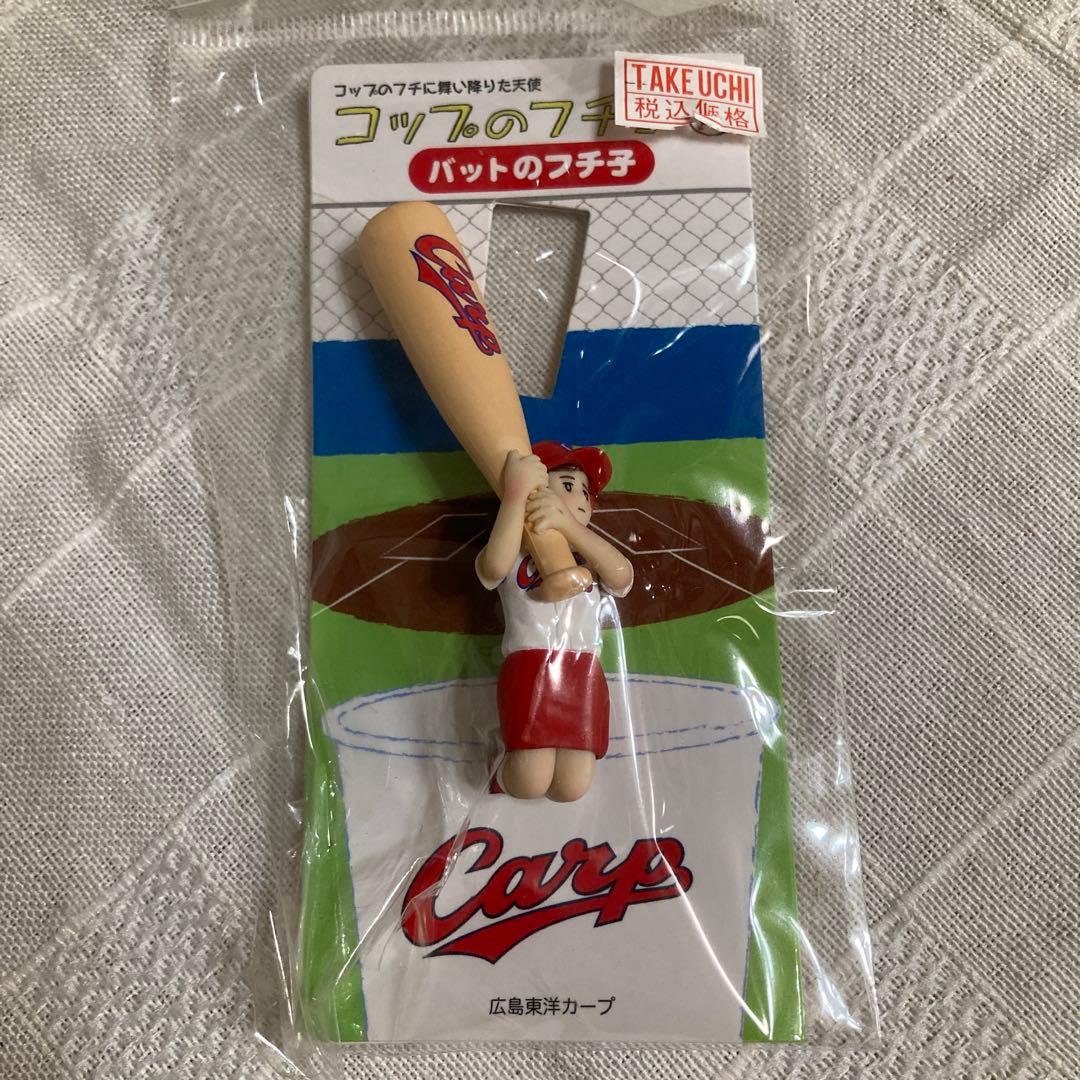 コップのフチに舞い降りた天使
コップのフチ
TAKEUCHI
税込価格
バットのフチ子
Carp
Carp
広島東洋カープ